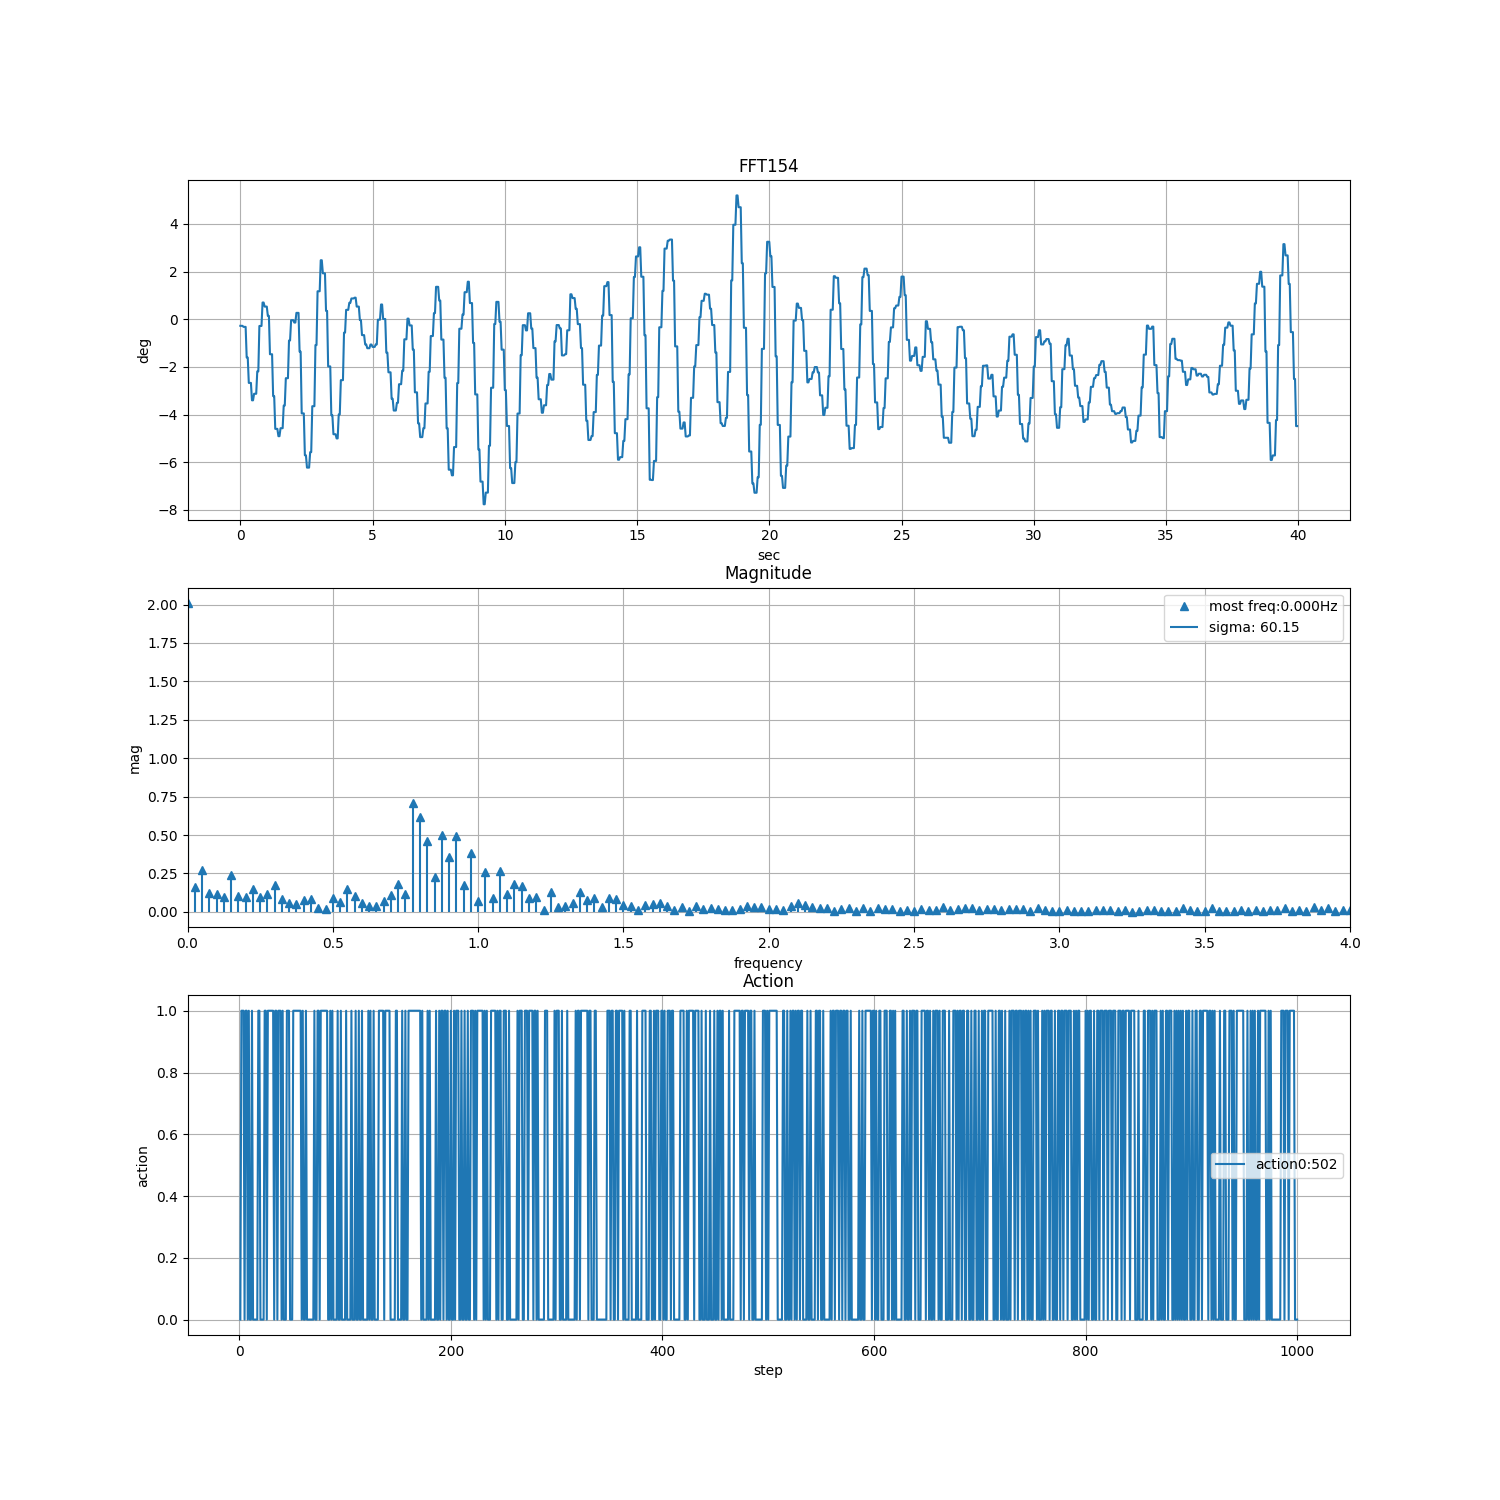 FFT154
4
2
0
−2
−4
−6
−8
deg
0 5 10 15 20 25 30 35 40
sec
Magnitude
2.00
1.75
1.50
1.25
1.00
0.75
0.50
0.25
0.00
mag
most freq:0.000Hz
sigma: 60.15
0.0 0.5 1.0 1.5 2.0 2.5 3.0 3.5 4.0
frequency
Action
1.0
0.8
0.6
0.4
0.2
0.0
action
action0:502
0 200 400 600 800 1000
step